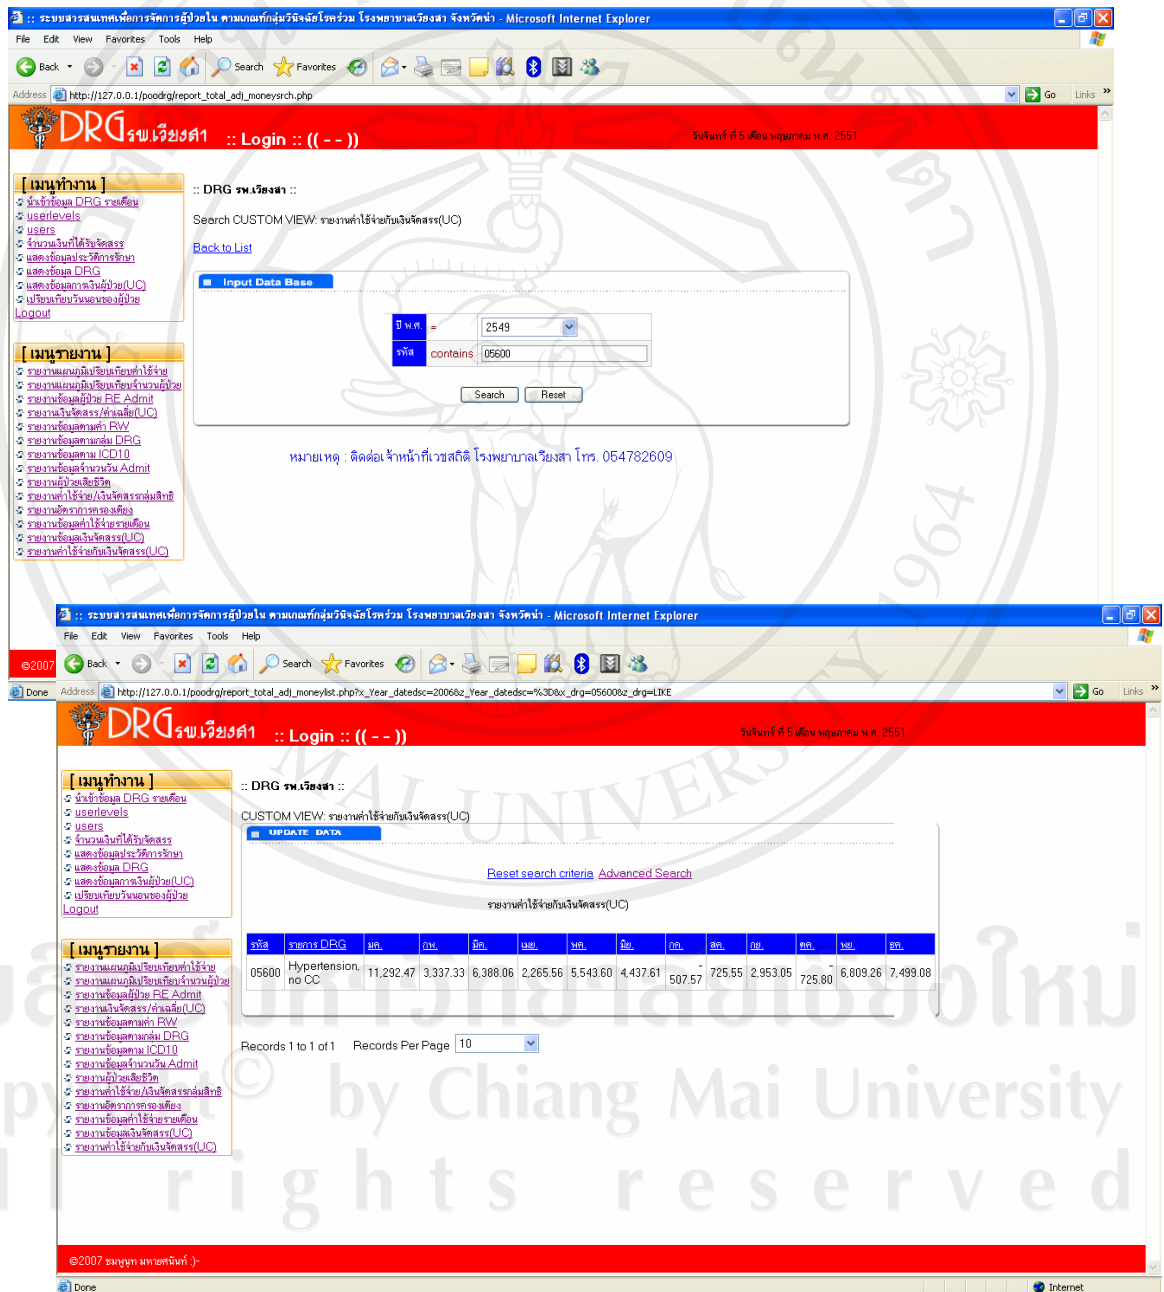 :: ระบบสารสนเทศเพื่อการจัดการผู้ป่วยใน ตามเกณฑ์กลุ่มวินิจฉัยโรคร่วม โรงพยาบาลเวียงสา จังหวัดน่า - Microsoft Internet Explorer
File Edit View Favorites Tools Help
Back Search Favorites
Address http://127.0.0.1/poodrg/report_total_adj_moneysrch.php Go Links »
DRG รพ.เวียงสา :: Login :: (( - - )) วันจันทร์ ที่ 5 เดือน พฤษภาคม พ.ศ. 2551
[ เมนูทำงาน ]
นำเข้าข้อมูล DRG รายเดือน
userlevels
users
จำนวนเงินที่ได้รับจัดสรร
แสดงข้อมูลประวัติการรักษา
แสดงข้อมูล DRG
แสดงข้อมูลการเงินผู้ป่วย(UC)
เปรียบเทียบวันนอนของผู้ป่วย
Logout
[ เมนูรายงาน ]
รายงานแผนภูมิเปรียบเทียบค่าใช้จ่าย
รายงานแผนภูมิเปรียบเทียบจำนวนผู้ป่วย
รายงานข้อมูลผู้ป่วย RE Admit
รายงานเงินจัดสรร/ค่าเฉลี่ย(UC)
รายงานข้อมูลตามค่า RW
รายงานข้อมูลตามกลุ่ม DRG
รายงานข้อมูลตาม ICD10
รายงานข้อมูลจำนวนวัน Admit
รายงานผู้ป่วยเสียชีวิต
รายงานค่าใช้จ่าย/เงินจัดสรรกลุ่มสิทธิ
รายงานอัตราการครองเตียง
รายงานข้อมูลค่าใช้จ่ายรายเดือน
รายงานข้อมูลเงินจัดสรร(UC)
รายงานค่าใช้จ่ายกับเงินจัดสรร(UC)
:: DRG รพ.เวียงสา ::
Search CUSTOM VIEW: รายงานค่าใช้จ่ายกับเงินจัดสรร(UC)
Back to List
Input Data Base
ปี พ.ศ. = 2549
รหัส contains 05600
Search Reset
หมายเหตุ : ติดต่อเจ้าหน้าที่เวชสถิติ โรงพยาบาลเวียงสา โทร. 054782609
©2007
Done
:: ระบบสารสนเทศเพื่อการจัดการผู้ป่วยใน ตามเกณฑ์กลุ่มวินิจฉัยโรคร่วม โรงพยาบาลเวียงสา จังหวัดน่า - Microsoft Internet Explorer
File Edit View Favorites Tools Help
Back Search Favorites
Address http://127.0.0.1/poodrg/report_total_adj_moneylist.php?x_Year_datedsc=2006&z_Year_datedsc=%3D&x_drg=05600&z_drg=LIKE Go Links »
DRG รพ.เวียงสา :: Login :: (( - - )) วันจันทร์ ที่ 5 เดือน พฤษภาคม พ.ศ. 2551
[ เมนูทำงาน ]
นำเข้าข้อมูล DRG รายเดือน
userlevels
users
จำนวนเงินที่ได้รับจัดสรร
แสดงข้อมูลประวัติการรักษา
แสดงข้อมูล DRG
แสดงข้อมูลการเงินผู้ป่วย(UC)
เปรียบเทียบวันนอนของผู้ป่วย
Logout
[ เมนูรายงาน ]
รายงานแผนภูมิเปรียบเทียบค่าใช้จ่าย
รายงานแผนภูมิเปรียบเทียบจำนวนผู้ป่วย
รายงานข้อมูลผู้ป่วย RE Admit
รายงานเงินจัดสรร/ค่าเฉลี่ย(UC)
รายงานข้อมูลตามค่า RW
รายงานข้อมูลตามกลุ่ม DRG
รายงานข้อมูลตาม ICD10
รายงานข้อมูลจำนวนวัน Admit
รายงานผู้ป่วยเสียชีวิต
รายงานค่าใช้จ่าย/เงินจัดสรรกลุ่มสิทธิ
รายงานอัตราการครองเตียง
รายงานข้อมูลค่าใช้จ่ายรายเดือน
รายงานข้อมูลเงินจัดสรร(UC)
รายงานค่าใช้จ่ายกับเงินจัดสรร(UC)
:: DRG รพ.เวียงสา ::
CUSTOM VIEW: รายงานค่าใช้จ่ายกับเงินจัดสรร(UC)
UPDATE DATA
Reset search criteria Advanced Search
รายงานค่าใช้จ่ายกับเงินจัดสรร(UC)
รหัส รายการ DRG มค. กพ. มีค. เมย. พค. มิย. กค. สค. กย. ตค. พย. ธค.
05600 Hypertension, no CC 11,292.47 3,337.33 6,388.06 2,265.56 5,543.60 4,437.61 -507.57 725.55 2,953.05 -725.80 6,809.26 7,499.08
Records 1 to 1 of 1 Records Per Page 10
©2007 ชมพูนุท มหายศนันท์ :)-
Done Internet
MAI UNIVERSITY 1964
by Chiang Mai University
All rights reserved